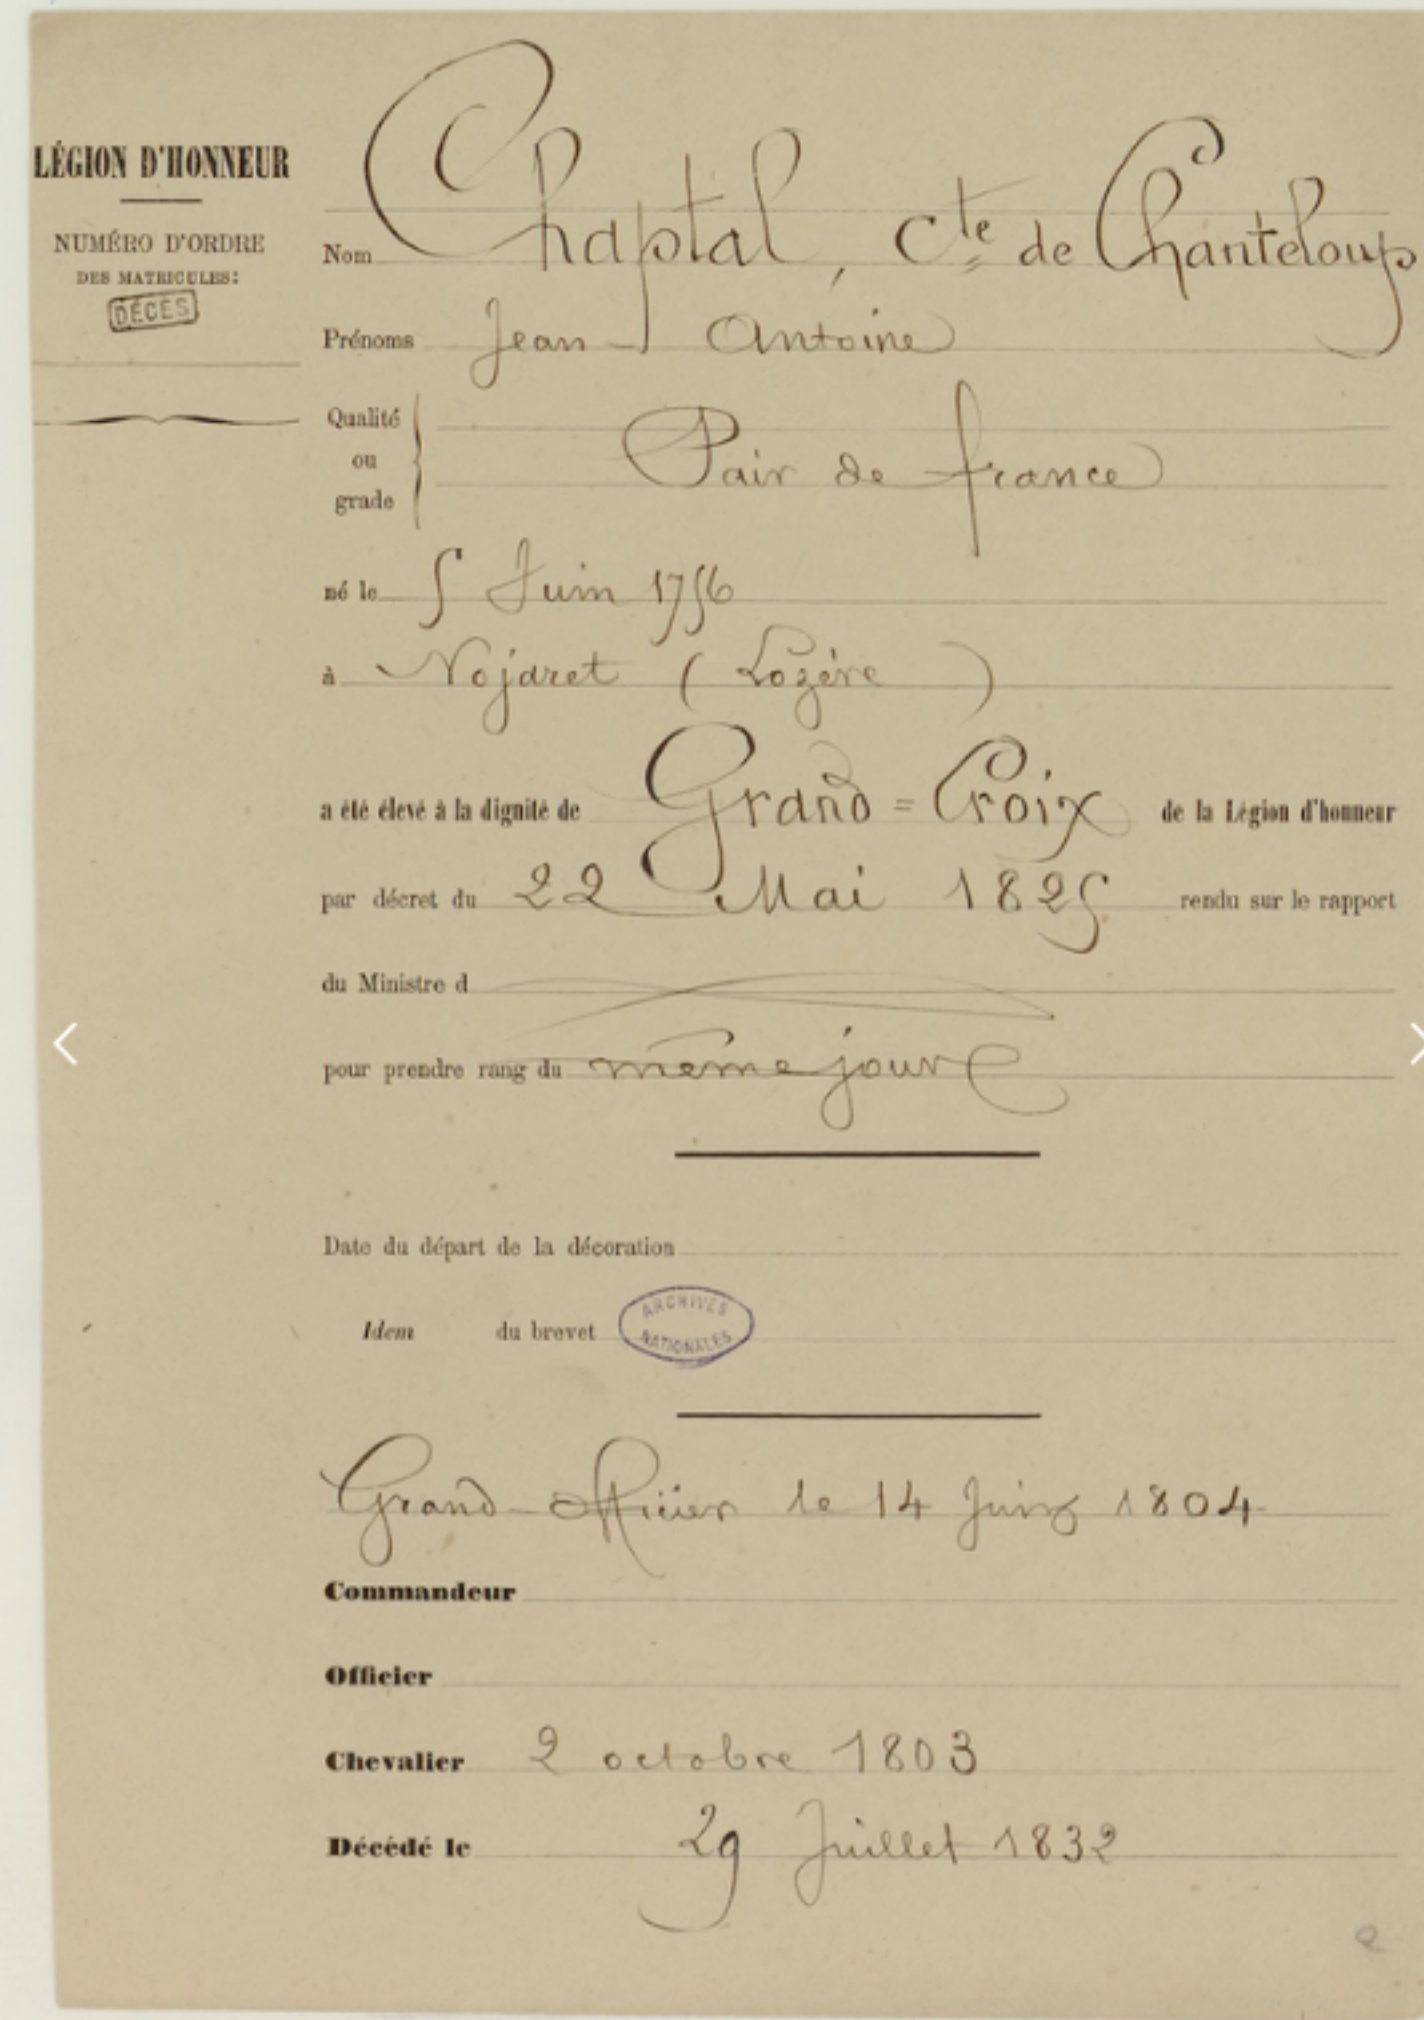 LÉGION D'HONNEUR
NUMÉRO D'ORDRE
DES MATRICULES:
DÉCÈS
Nom Chaptal, Cte de Chanteloup
Prénoms Jean Antoine
Qualité
ou
grade
Pair de france
né le 5 Juin 1756
à Nojaret (Lozère)
a été élevé à la dignité de Grand=Croix de la Légion d'honneur
par décret du 22 Mai 1825 rendu sur le rapport
du Ministre d
pour prendre rang du même jour
Date du départ de la décoration
Idem du brevet
ARCHIVES
NATIONALES
Grand-officier le 14 Juin 1804
Commandeur
Officier
Chevalier 2 octobre 1803
Décédé le 29 Juillet 1832